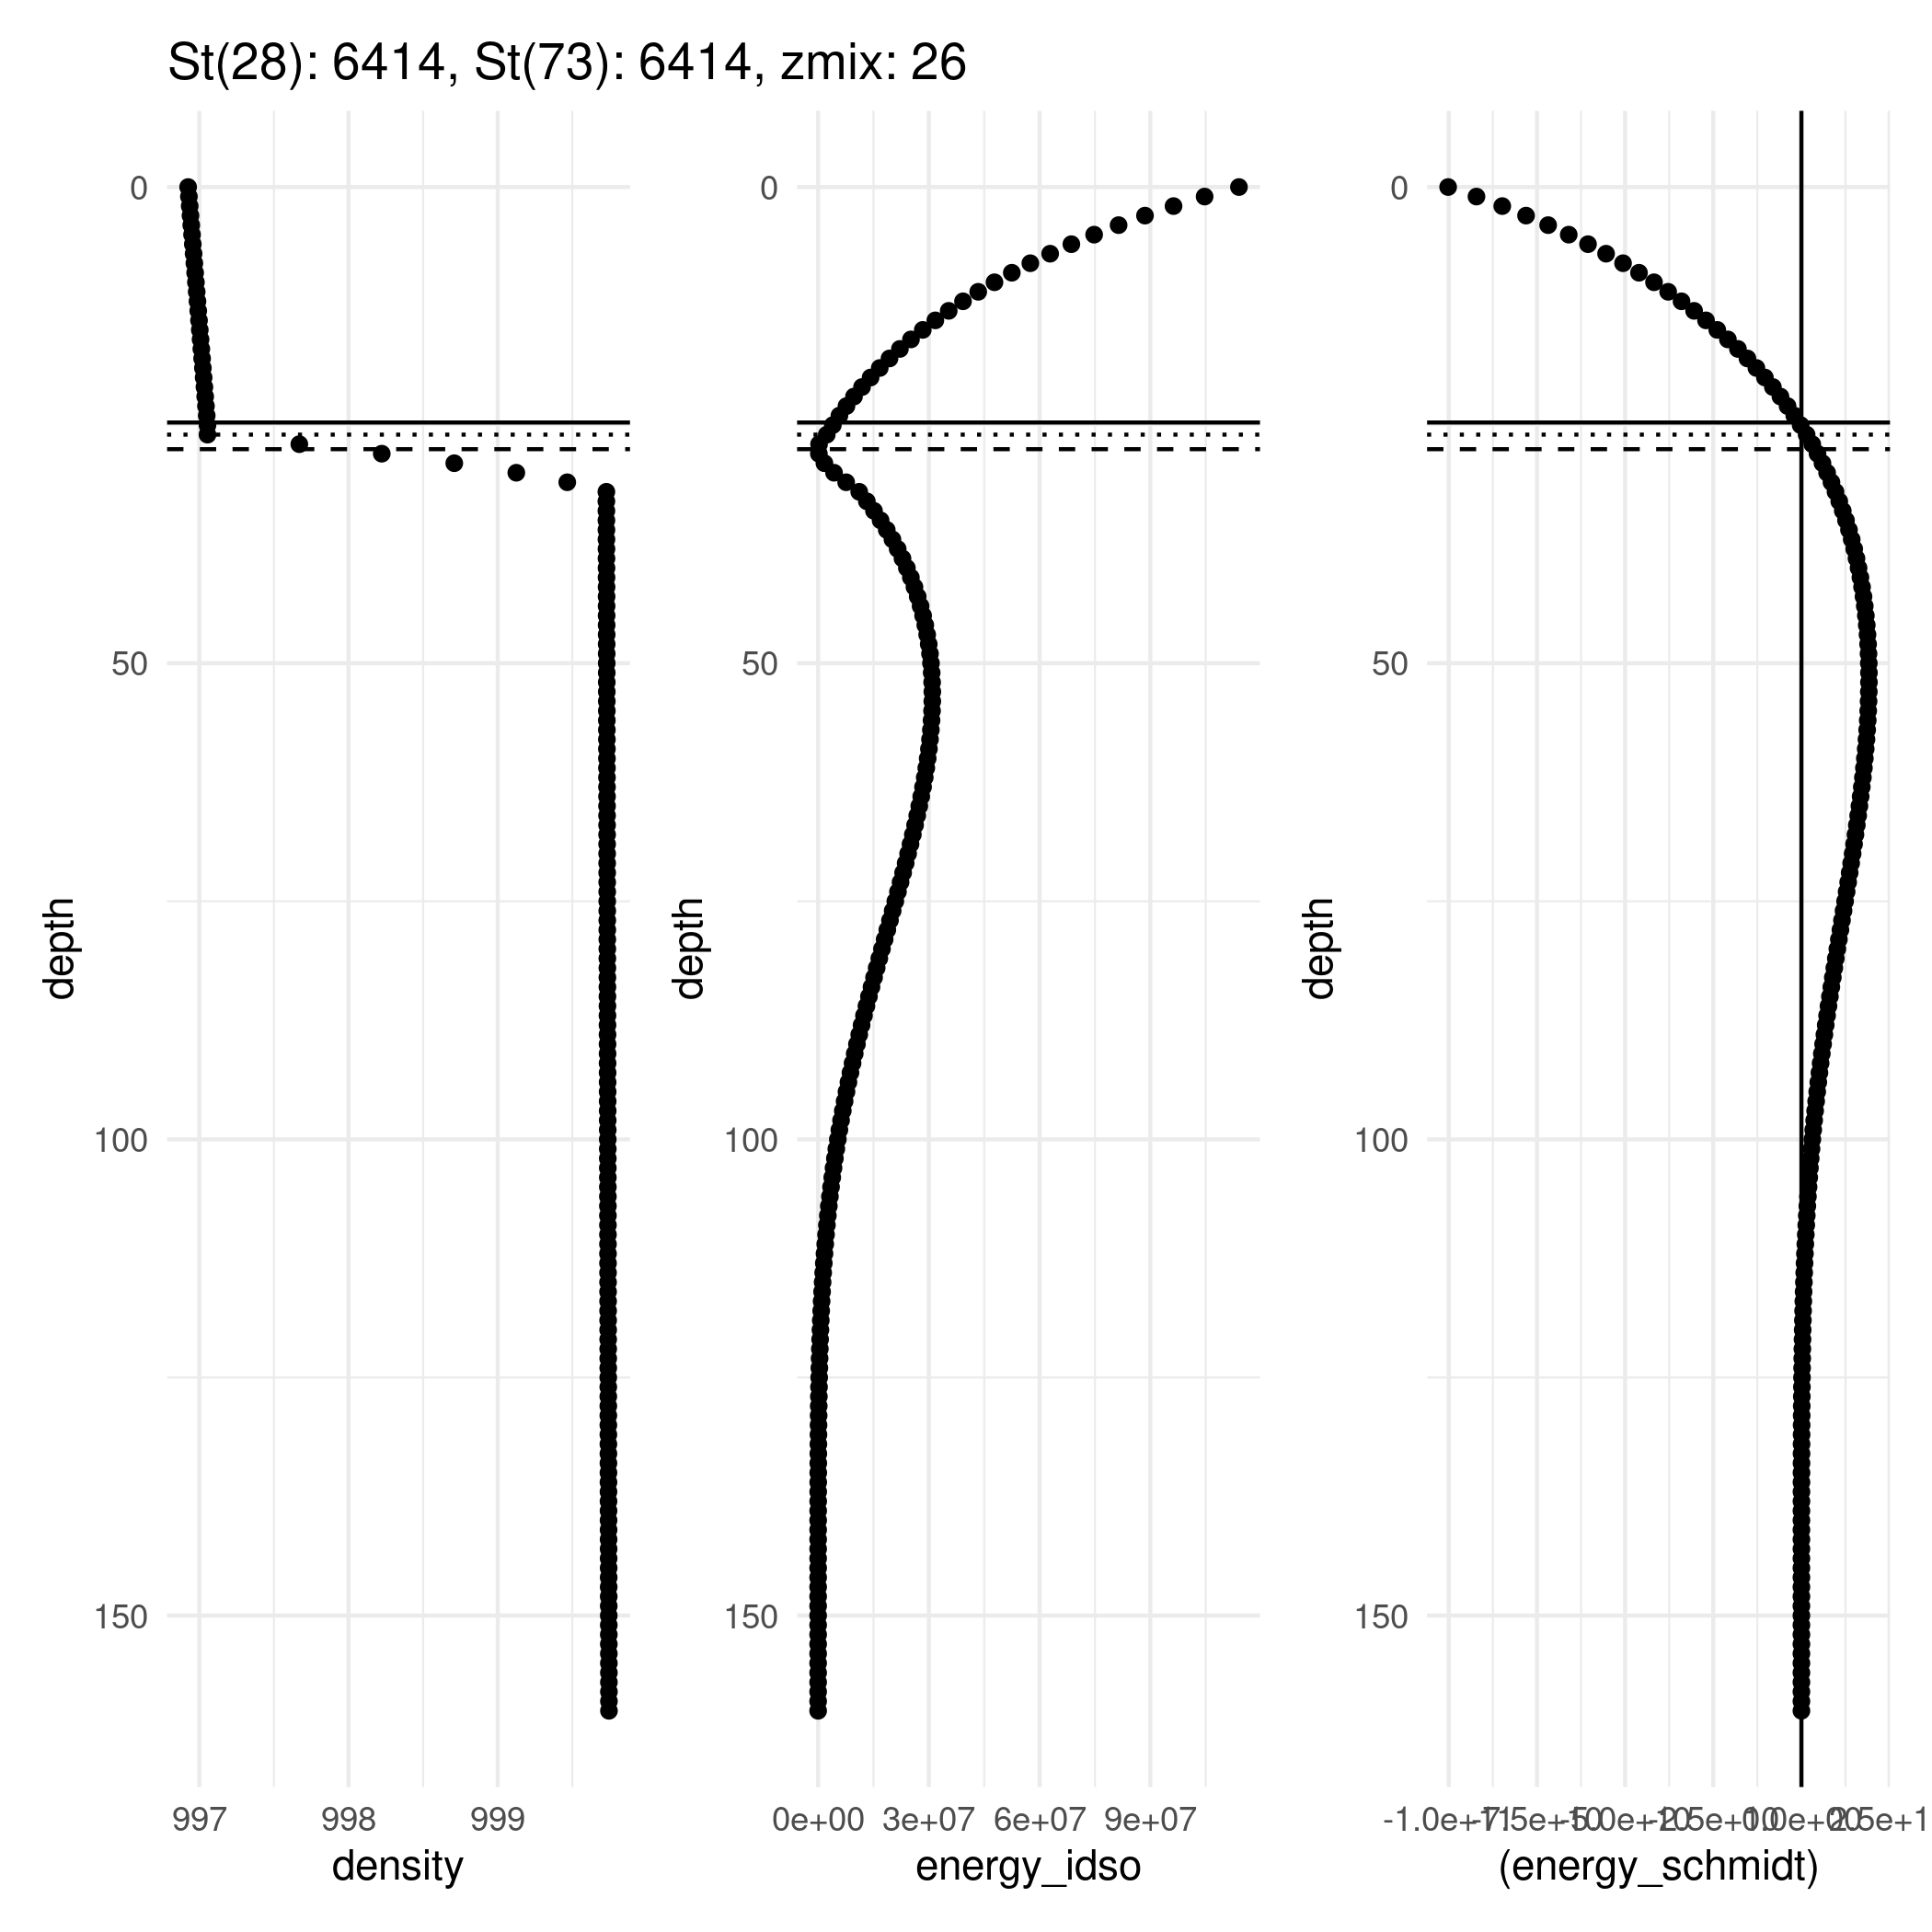 St(28): 6414, St(73): 6414, zmix: 26
0
50
100
150
depth
997 998 999
density
0
50
100
150
depth
0e+00 3e+07 6e+07 9e+07
energy_idso
0
50
100
150
depth
(energy_schmidt)